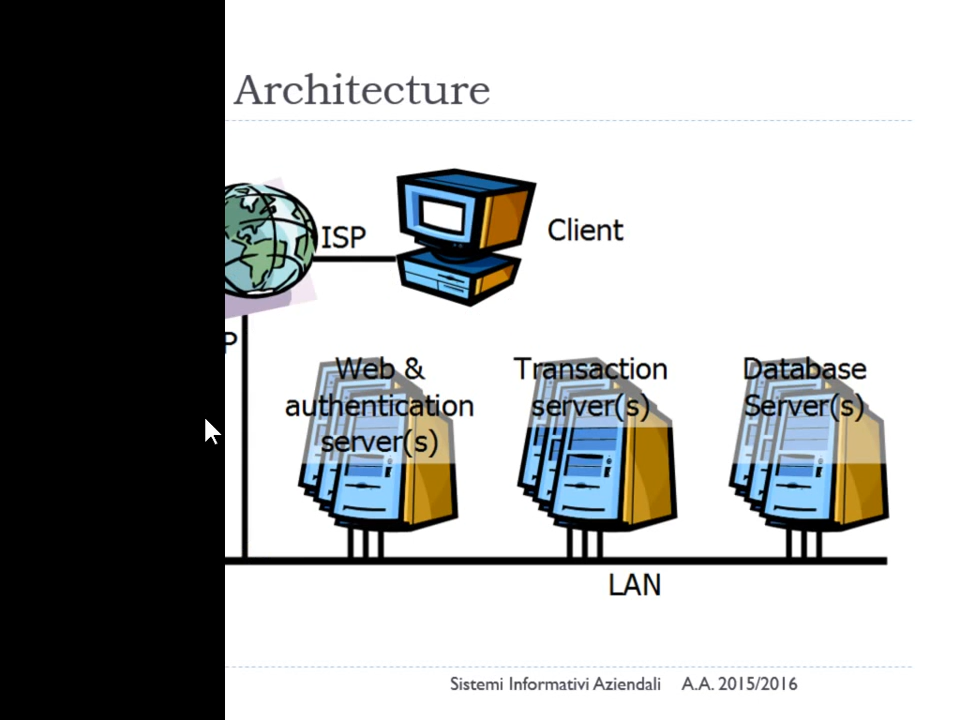 Architecture
ISP
Client
P
Web &
authentication
server(s)
Transaction
server(s)
Database
Server(s)
LAN
Sistemi Informativi Aziendali A.A. 2015/2016